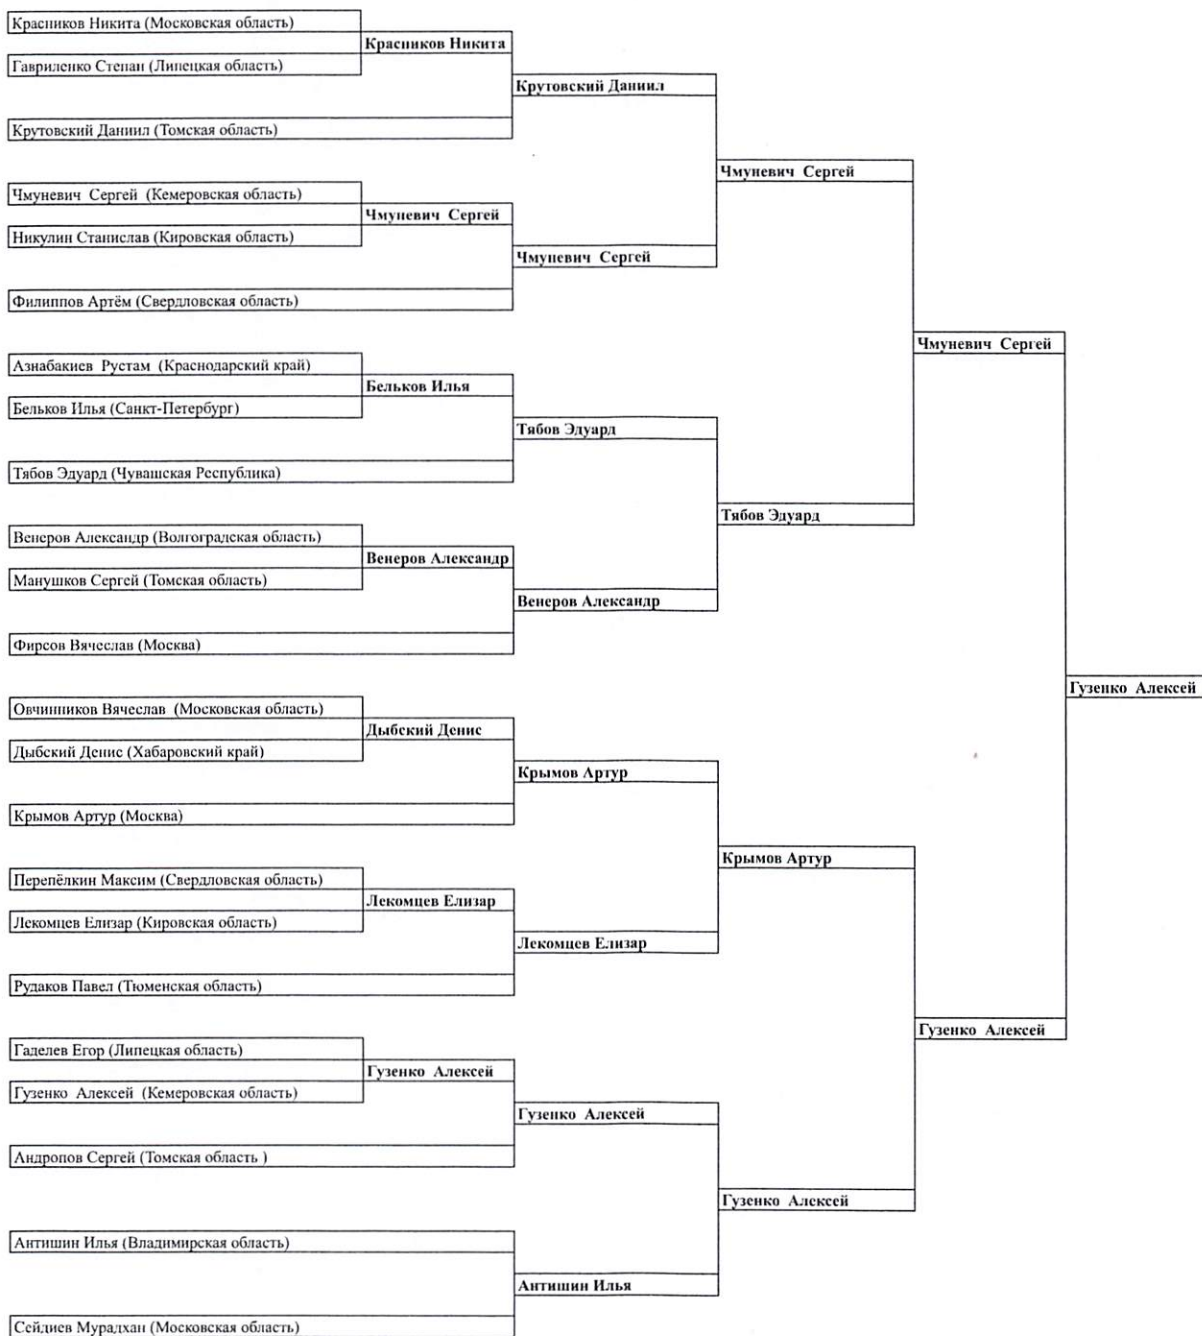 Красников Никита (Московская область)
Красников Никита
Гавриленко Степан (Липецкая область)
Крутовский Даниил
Крутовский Даниил (Томская область)
Чмуневич Сергей
Чмуневич Сергей (Кемеровская область)
Чмуневич Сергей
Никулин Станислав (Кировская область)
Чмуневич Сергей
Филиппов Артём (Свердловская область)
Чмуневич Сергей
Азнабакиев Рустам (Краснодарский край)
Бельков Илья
Бельков Илья (Санкт-Петербург)
Тябов Эдуард
Тябов Эдуард (Чувашская Республика)
Тябов Эдуард
Венеров Александр (Волгоградская область)
Венеров Александр
Манушков Сергей (Томская область)
Венеров Александр
Фирсов Вячеслав (Москва)
Гузенко Алексей
Овчинников Вячеслав (Московская область)
Дыбский Денис
Дыбский Денис (Хабаровский край)
Крымов Артур
Крымов Артур (Москва)
Крымов Артур
Перепёлкин Максим (Свердловская область)
Лекомцев Елизар
Лекомцев Елизар (Кировская область)
Лекомцев Елизар
Рудаков Павел (Тюменская область)
Гузенко Алексей
Гаделев Егор (Липецкая область)
Гузенко Алексей
Гузенко Алексей (Кемеровская область)
Гузенко Алексей
Андропов Сергей (Томская область )
Гузенко Алексей
Антишин Илья (Владимирская область)
Антишин Илья
Сейдиев Мурадхан (Московская область)